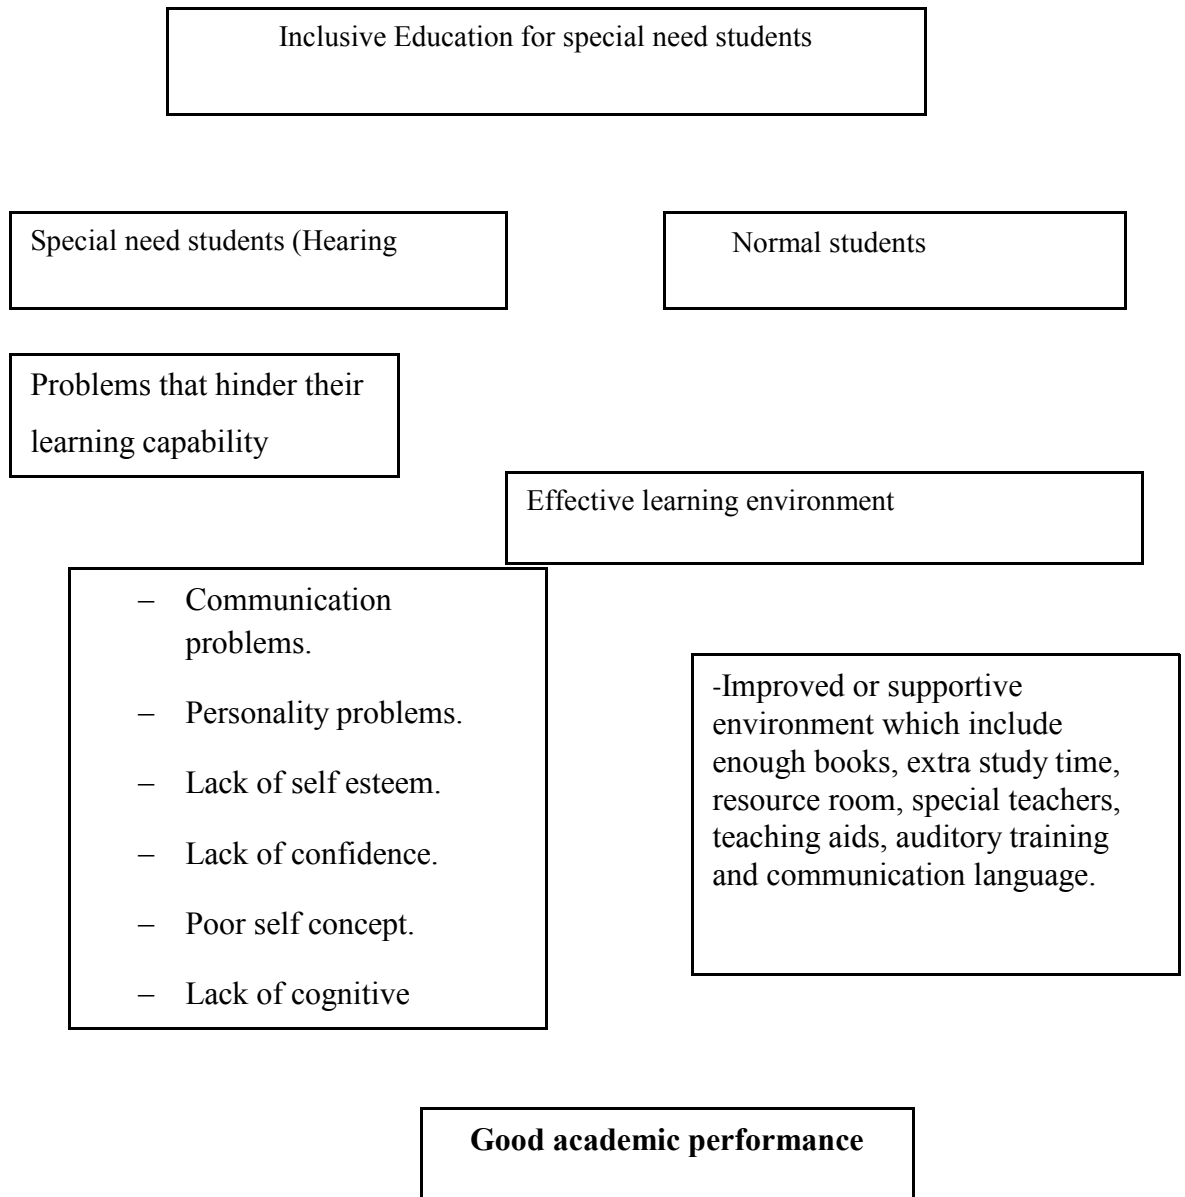 Inclusive Education for special need students
Special need students (Hearing
Normal students
Problems that hinder their
learning capability
Effective learning environment
– Communication
problems.
– Personality problems.
– Lack of self esteem.
– Lack of confidence.
– Poor self concept.
– Lack of cognitive
-Improved or supportive
environment which include
enough books, extra study time,
resource room, special teachers,
teaching aids, auditory training
and communication language.
Good academic performance